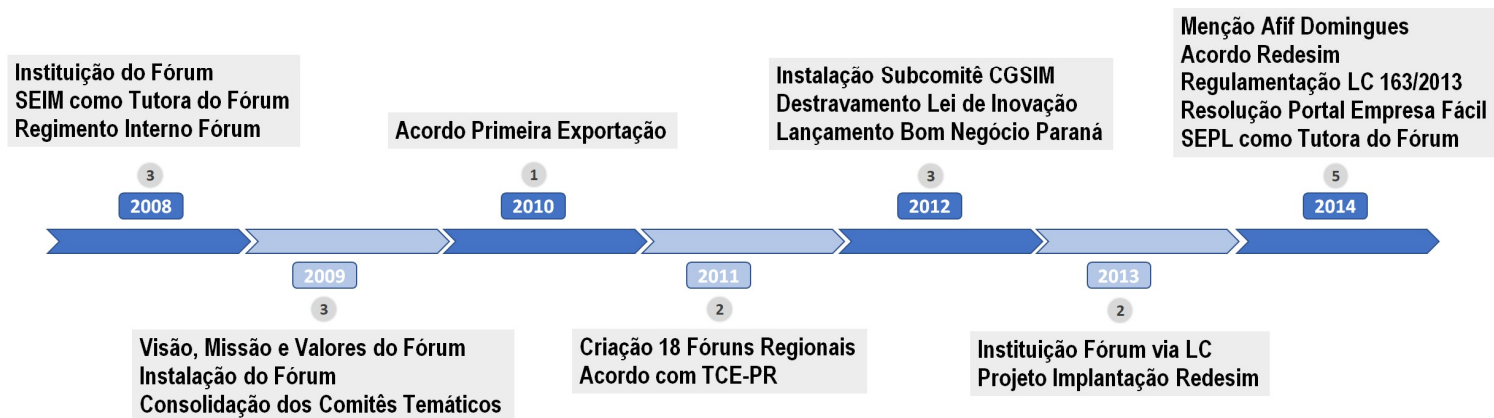 Instituição do Fórum
SEIM como Tutora do Fórum
Regimento Interno Fórum
3
2008
2009
3
Visão, Missão e Valores do Fórum
Instalação do Fórum
Consolidação dos Comitês Temáticos
Acordo Primeira Exportação
1
2010
2011
2
Criação 18 Fóruns Regionais
Acordo com TCE-PR
Instalação Subcomitê CGSIM
Destravamento Lei de Inovação
Lançamento Bom Negócio Paraná
3
2012
2013
2
Instituição Fórum via LC
Projeto Implantação Redesim
Menção Afif Domingues
Acordo Redesim
Regulamentação LC 163/2013
Resolução Portal Empresa Fácil
SEPL como Tutora do Fórum
5
2014